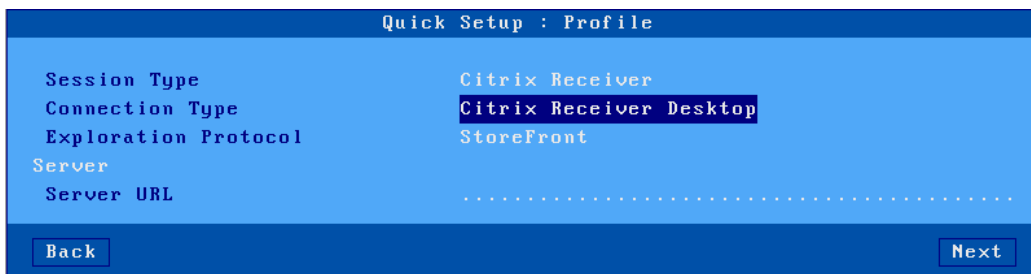 Quick Setup : Profile
Session Type Citrix Receiver
Connection Type Citrix Receiver Desktop
Exploration Protocol StoreFront
Server
Server URL ...........................................
Back Next